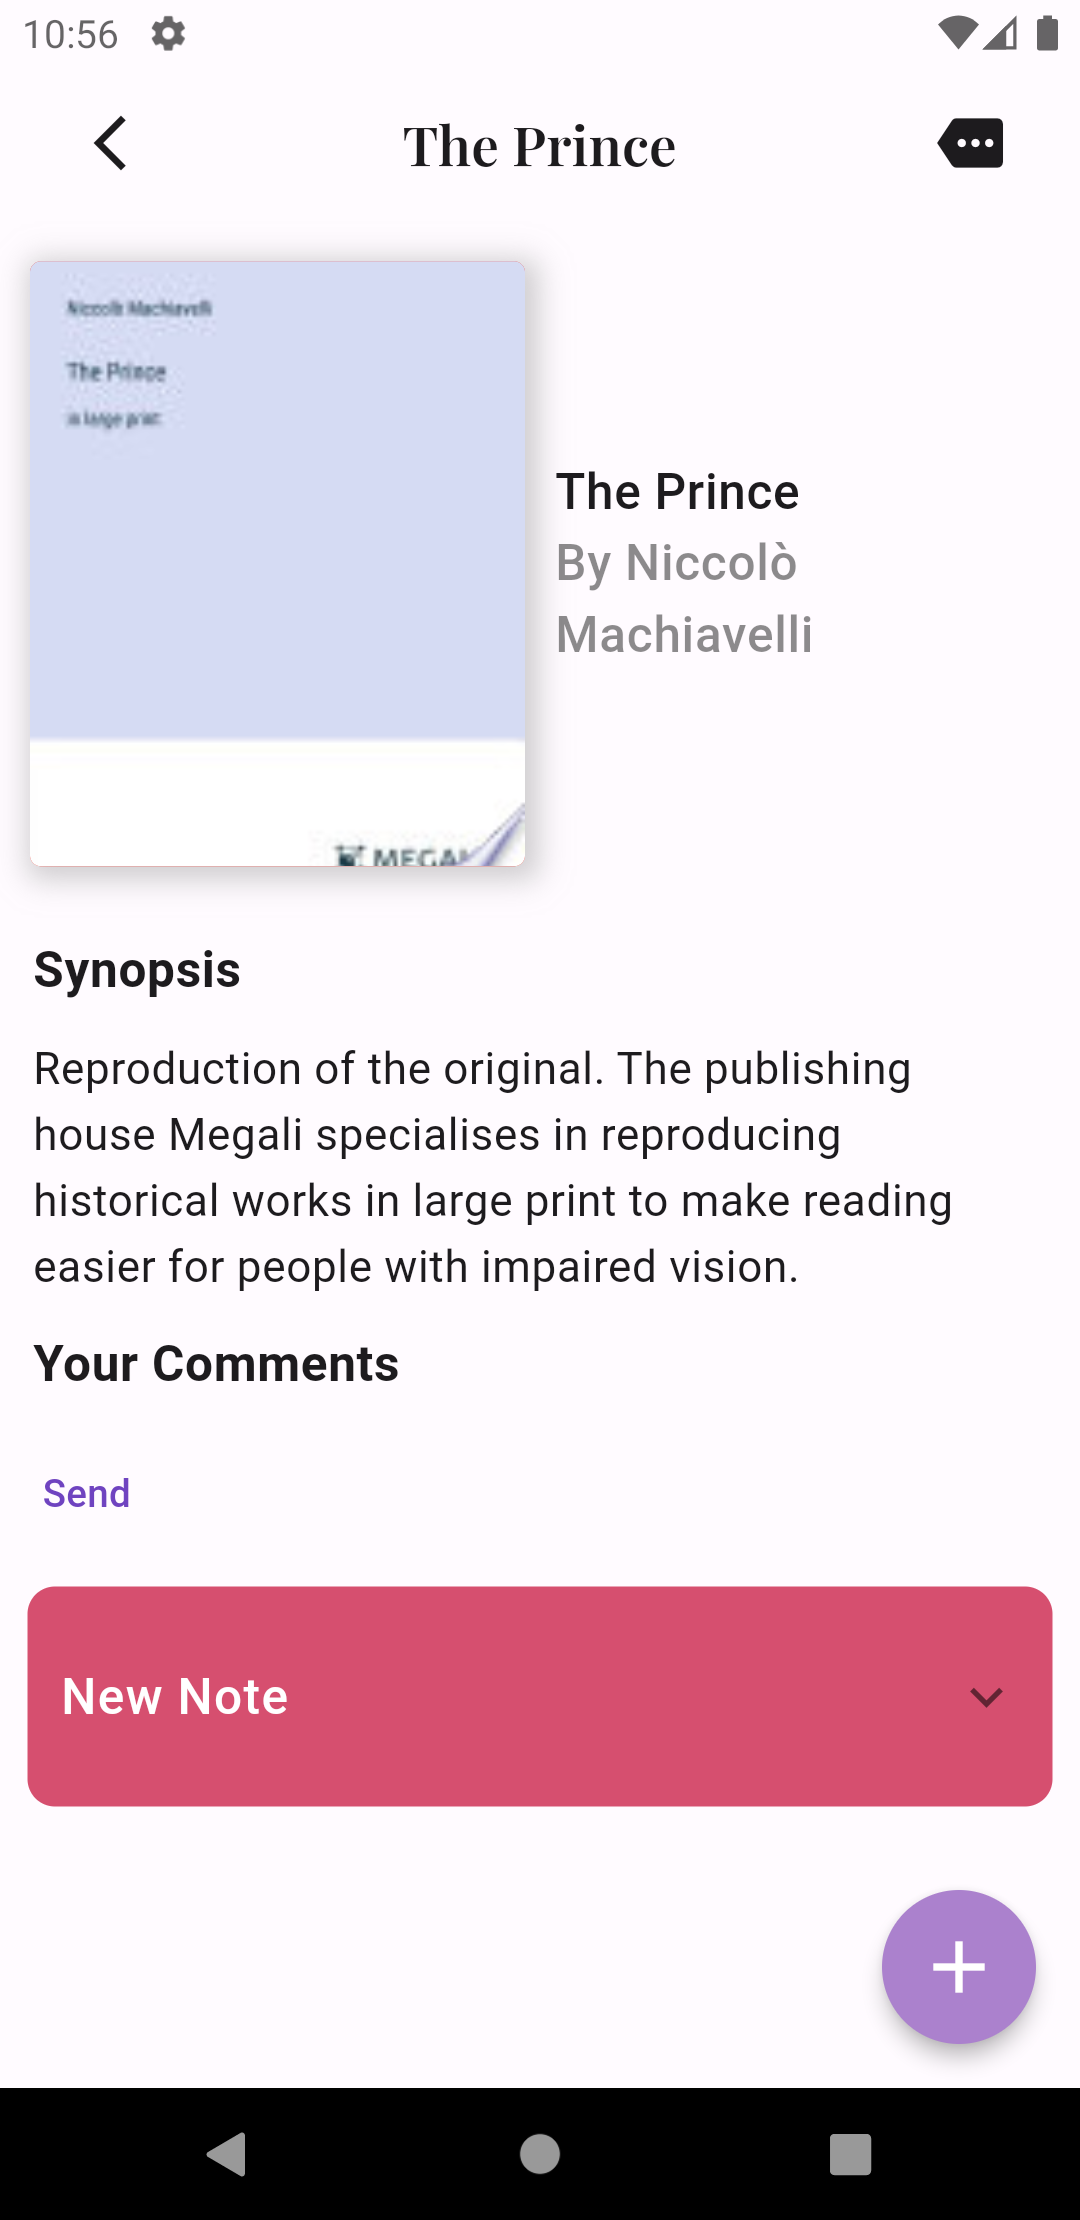 10:56
The Prince
Niccolò Machiavelli
The Prince
in large print
The Prince
By Niccolò
Machiavelli
Synopsis
Reproduction of the original. The publishing
house Megali specialises in reproducing
historical works in large print to make reading
easier for people with impaired vision.
Your Comments
Send
New Note